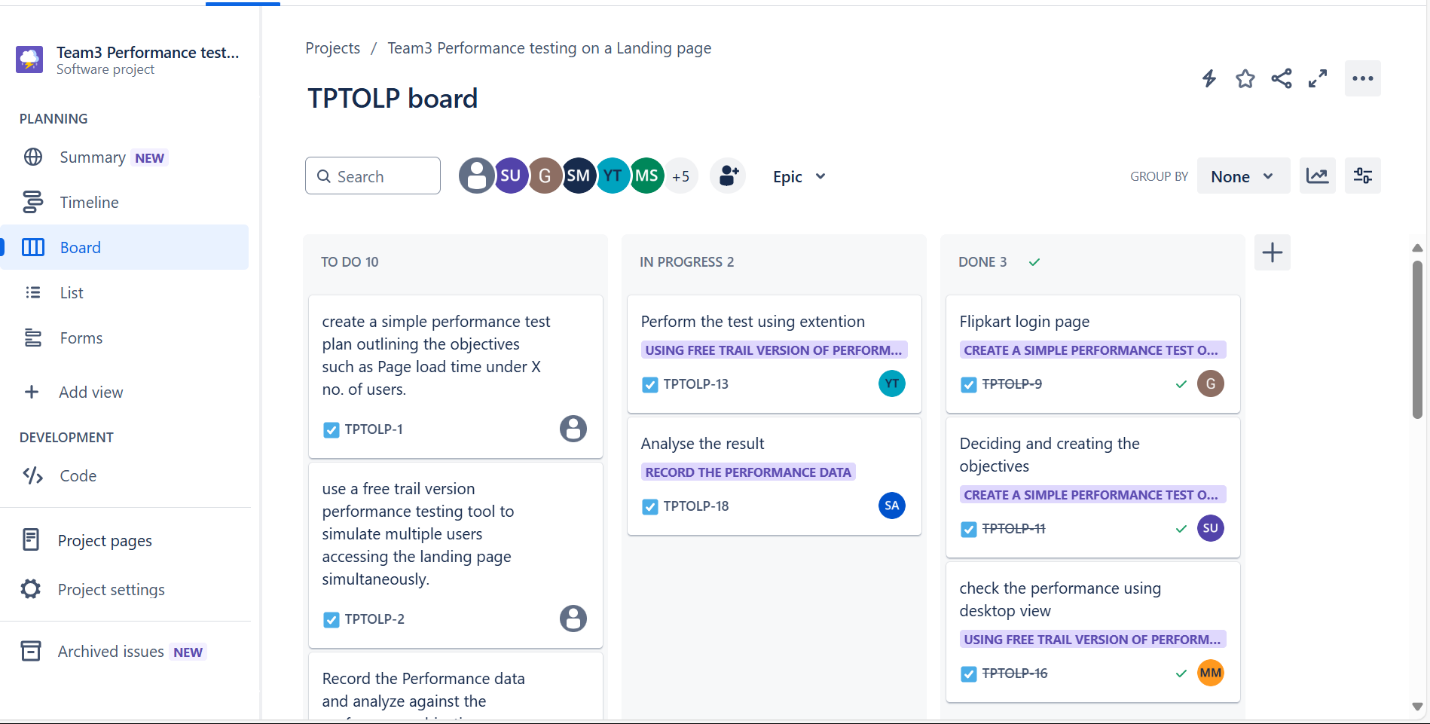 Team3 Performance test...
Software project
PLANNING
Summary NEW
Timeline
Board
List
Forms
Add view
DEVELOPMENT
Code
Project pages
Project settings
Archived issues NEW
Projects / Team3 Performance testing on a Landing page
TPTOLP board
Search
SU G SM YT MS +5
Epic
GROUP BY None
TO DO 10
create a simple performance test
plan outlining the objectives
such as Page load time under X
no. of users.
TPTOLP-1
use a free trail version
performance testing tool to
simulate multiple users
accessing the landing page
simultaneously.
TPTOLP-2
Record the Performance data
and analyze against the
IN PROGRESS 2
Perform the test using extention
USING FREE TRAIL VERSION OF PERFORM...
TPTOLP-13 YT
Analyse the result
RECORD THE PERFORMANCE DATA
TPTOLP-18 SA
DONE 3
Flipkart login page
CREATE A SIMPLE PERFORMANCE TEST O...
TPTOLP-9 G
Deciding and creating the
objectives
CREATE A SIMPLE PERFORMANCE TEST O...
TPTOLP-11 SU
check the performance using
desktop view
USING FREE TRAIL VERSION OF PERFORM...
TPTOLP-16 MM